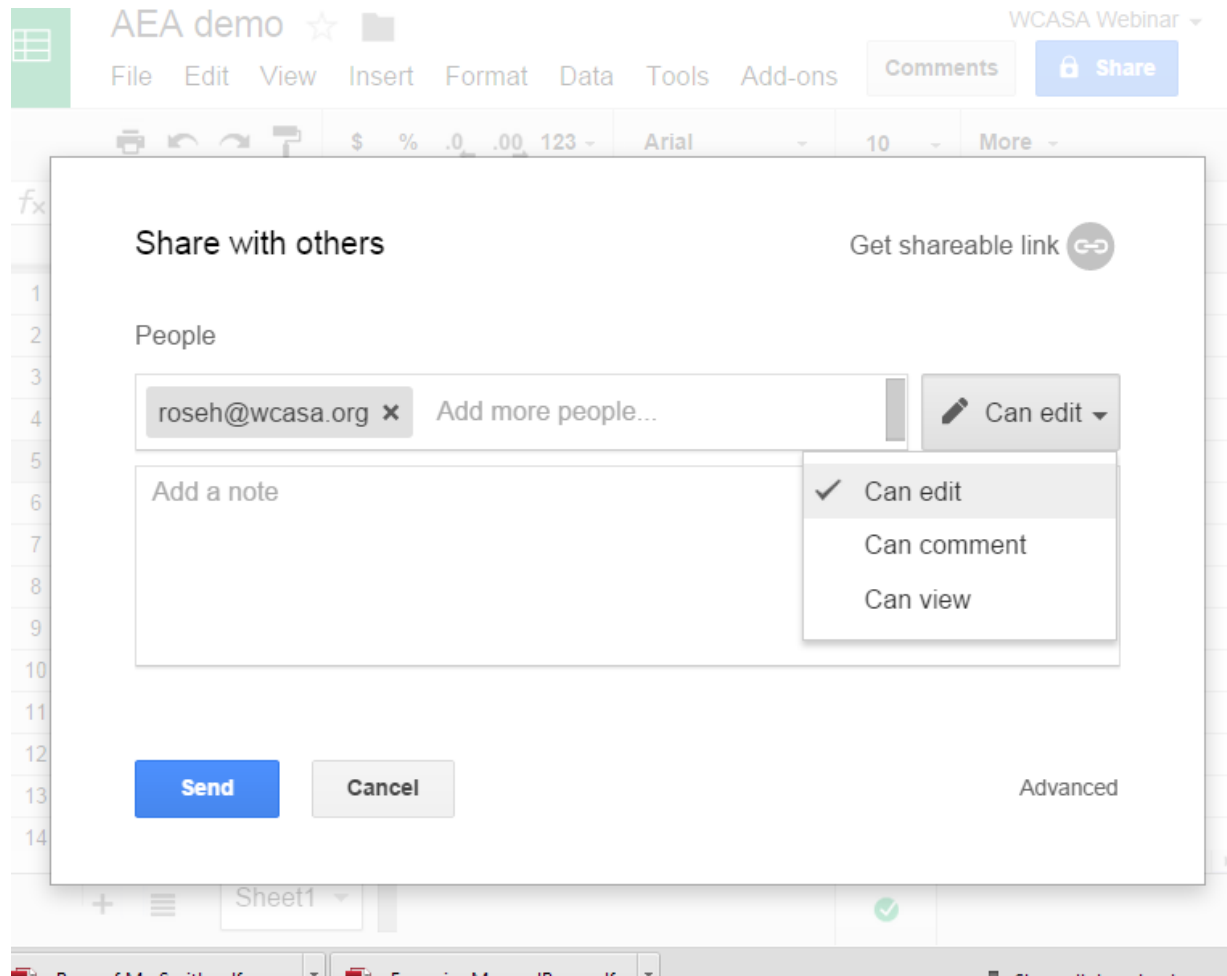 AEA demo
WCASA Webinar
File Edit View Insert Format Data Tools Add-ons
Comments
Share
$ % .0 .00 123 Arial 10 More
fx
Share with others
Get shareable link
People
roseh@wcasa.org × Add more people...
Can edit
Add a note
Can edit
Can comment
Can view
1
2
3
4
5
6
7
8
9
10
11
12
13
14
Send
Cancel
Advanced
+ Sheet1